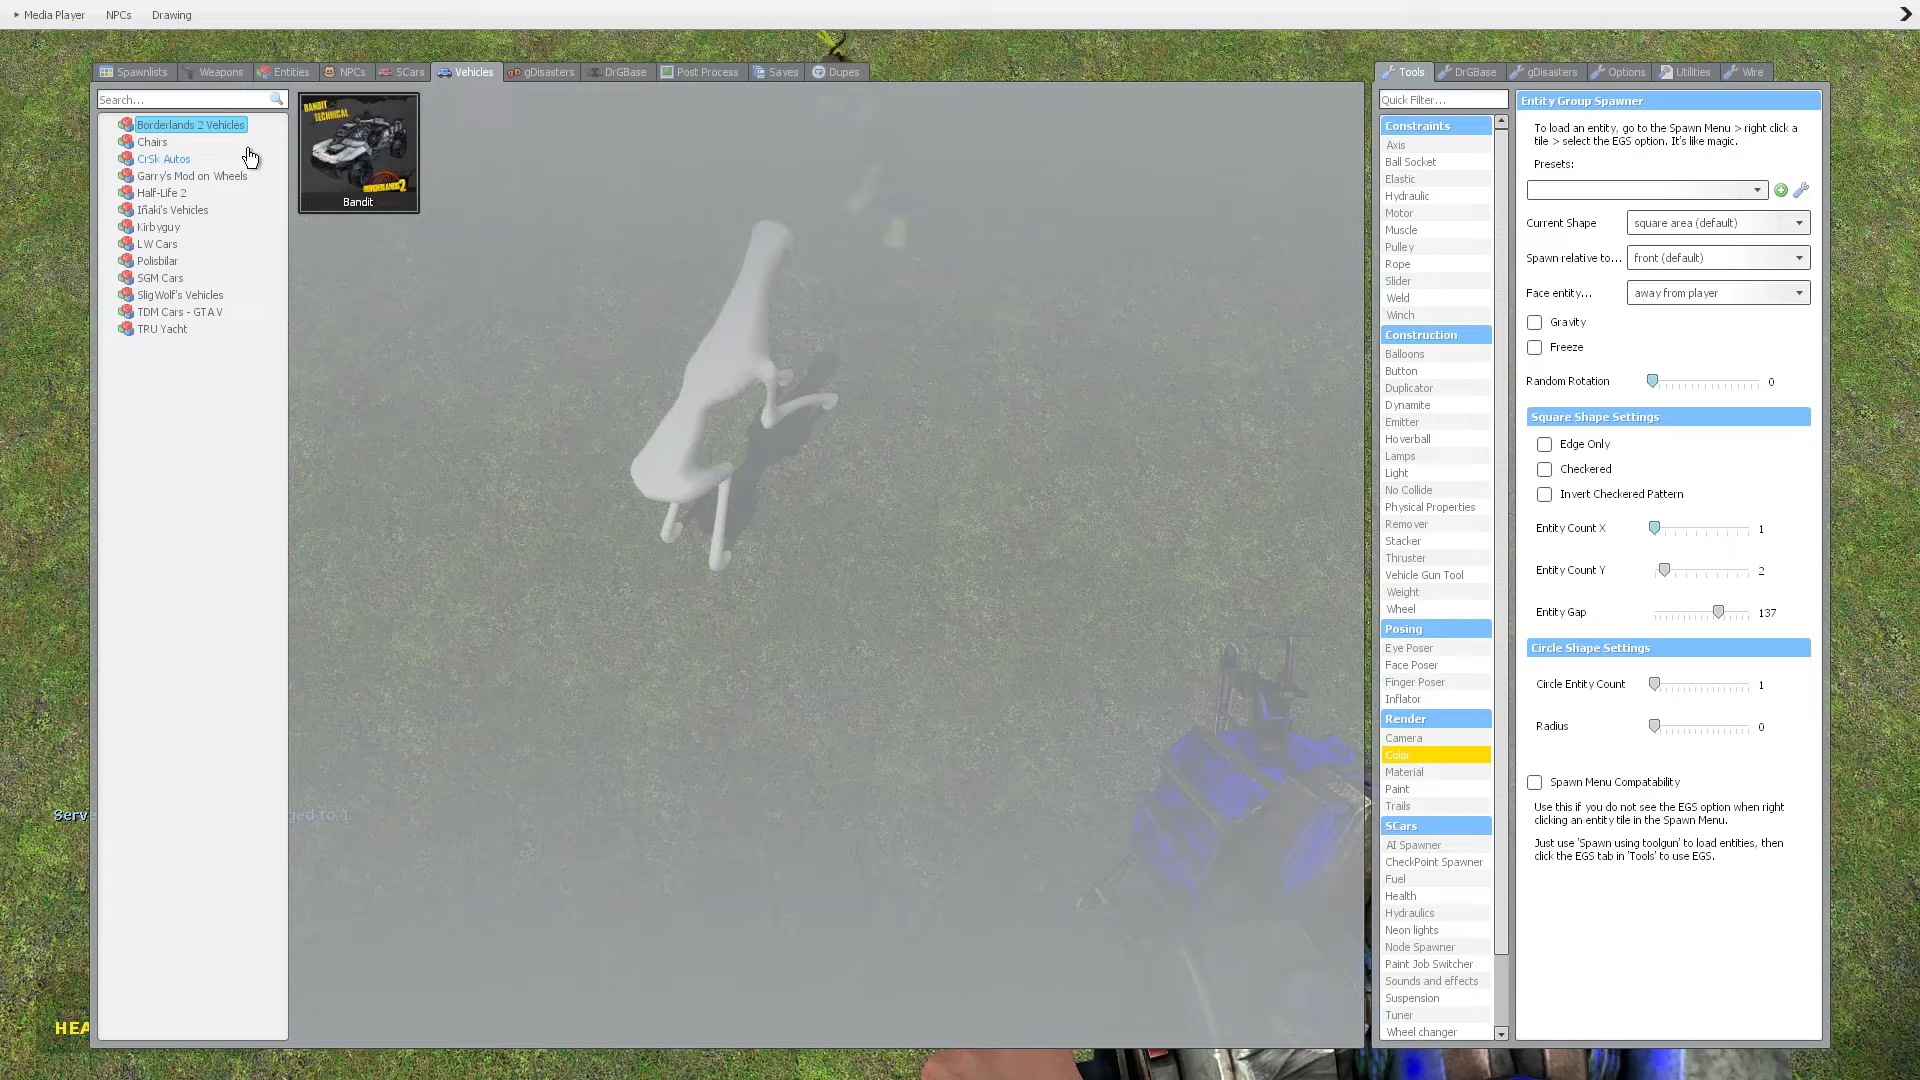 Media Player NPCs Drawing
Spawnlists Weapons Entities NPCs SCars Vehicles gDisasters DrGBase Post Process Saves Dupes
Search...
Borderlands 2 Vehicles
Chairs
CrSk Autos
Garry's Mod on Wheels
Half-Life 2
Iñaki's Vehicles
Kirbyguy
LW Cars
Polisbilar
SGM Cars
SligWolf's Vehicles
TDM Cars - GTA V
TRU Yacht
BANDIT
TECHNICAL
BORDERLANDS 2
Bandit
Serv
ged to 1
HEA
Tools DrGBase gDisasters Options Utilities Wire
Quick Filter...
Constraints
Axis
Ball Socket
Elastic
Hydraulic
Motor
Muscle
Pulley
Rope
Slider
Weld
Winch
Construction
Balloons
Button
Duplicator
Dynamite
Emitter
Hoverball
Lamps
Light
No Collide
Physical Properties
Remover
Stacker
Thruster
Vehicle Gun Tool
Weight
Wheel
Posing
Eye Poser
Face Poser
Finger Poser
Inflator
Render
Camera
Color
Material
Paint
Trails
SCars
AI Spawner
CheckPoint Spawner
Fuel
Health
Hydraulics
Neon lights
Node Spawner
Paint Job Switcher
Sounds and effects
Suspension
Tuner
Wheel changer
Entity Group Spawner
To load an entity, go to the Spawn Menu > right click a
tile > select the EGS option. It's like magic.
Presets:
Current Shape square area (default)
Spawn relative to... front (default)
Face entity... away from player
Gravity
Freeze
Random Rotation 0
Square Shape Settings
Edge Only
Checkered
Invert Checkered Pattern
Entity Count X 1
Entity Count Y 2
Entity Gap 137
Circle Shape Settings
Circle Entity Count 1
Radius 0
Spawn Menu Compatability
Use this if you do not see the EGS option when right
clicking an entity tile in the Spawn Menu.
Just use 'Spawn using toolgun' to load entities, then
click the EGS tab in 'Tools' to use EGS.